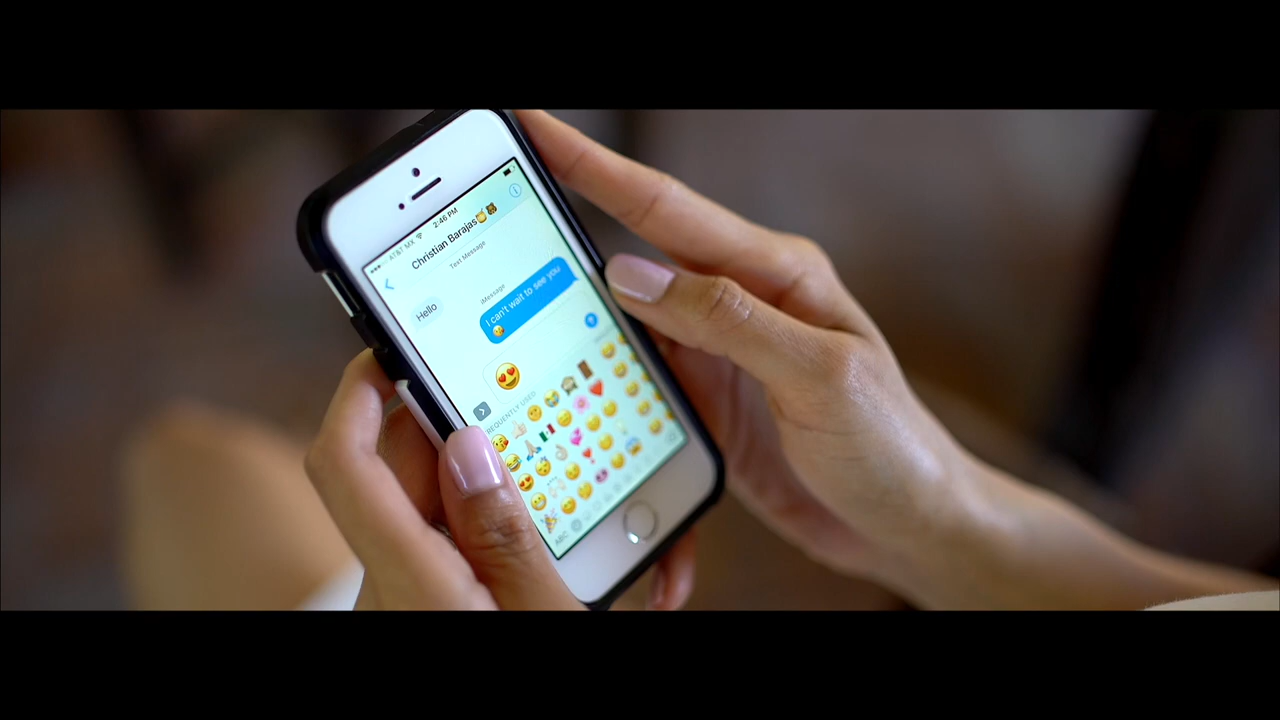 AT&T MX 2:46 PM
Christian Barajas
Text Message
Hello
iMessage
I can't wait to see you
FREQUENTLY USED
ABC